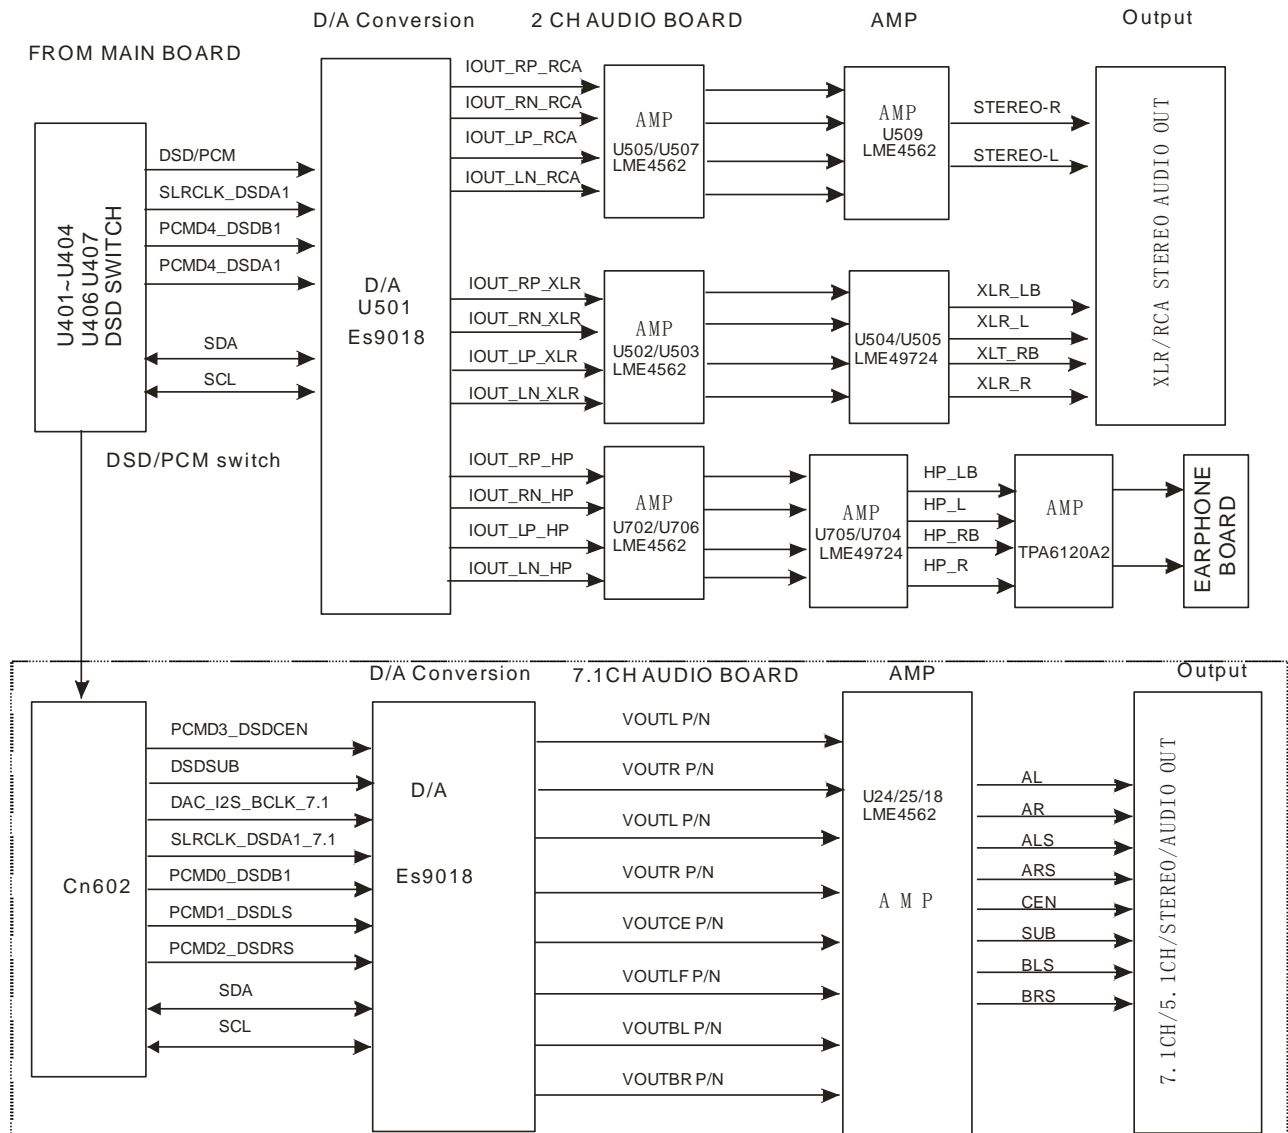 D/A Conversion
2 CH AUDIO BOARD
AMP
Output
FROM MAIN BOARD
U401~U404
U406 U407
DSD SWITCH
DSD/PCM
SLRCLK_DSDA1
PCMD4_DSDB1
PCMD4_DSDA1
SDA
SCL
DSD/PCM switch
D/A
U501
Es9018
IOUT_RP_RCA
IOUT_RN_RCA
IOUT_LP_RCA
IOUT_LN_RCA
AMP
U505/U507
LME4562
AMP
U509
LME4562
STEREO-R
STEREO-L
XLR/RCA STEREO AUDIO OUT
IOUT_RP_XLR
IOUT_RN_XLR
IOUT_LP_XLR
IOUT_LN_XLR
AMP
U502/U503
LME4562
U504/U505
LME49724
XLR_LB
XLR_L
XLT_RB
XLR_R
IOUT_RP_HP
IOUT_RN_HP
IOUT_LP_HP
IOUT_LN_HP
AMP
U702/U706
LME4562
AMP
U705/U704
LME49724
HP_LB
HP_L
HP_RB
HP_R
AMP
TPA6120A2
EARPHONE
BOARD
D/A Conversion
7.1CH AUDIO BOARD
AMP
Output
Cn602
PCMD3_DSDCEN
DSDSUB
DAC_I2S_BCLK_7.1
SLRCLK_DSDA1_7.1
PCMD0_DSDB1
PCMD1_DSDLS
PCMD2_DSDRS
SDA
SCL
D/A
Es9018
VOUTL P/N
VOUTR P/N
VOUTL P/N
VOUTR P/N
VOUTCE P/N
VOUTLF P/N
VOUTBL P/N
VOUTBR P/N
U24/25/18
LME4562
AMP
AL
AR
ALS
ARS
CEN
SUB
BLS
BRS
7.1CH/5.1CH/STEREO/AUDIO OUT